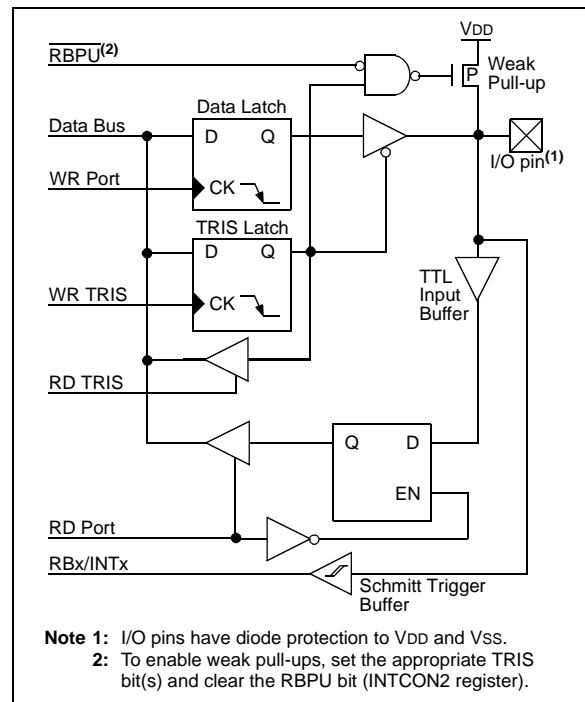 VDD
RBPU(2)
P
Weak
Pull-up
Data Latch
Data Bus
D
Q
I/O pin(1)
WR Port
CK
TRIS Latch
D
Q
TTL
Input
Buffer
WR TRIS
CK
RD TRIS
Q
D
EN
RD Port
RBx/INTx
Schmitt Trigger
Buffer
Note 1: I/O pins have diode protection to VDD and VSS.
2: To enable weak pull-ups, set the appropriate TRIS
bit(s) and clear the RBPU bit (INTCON2 register).